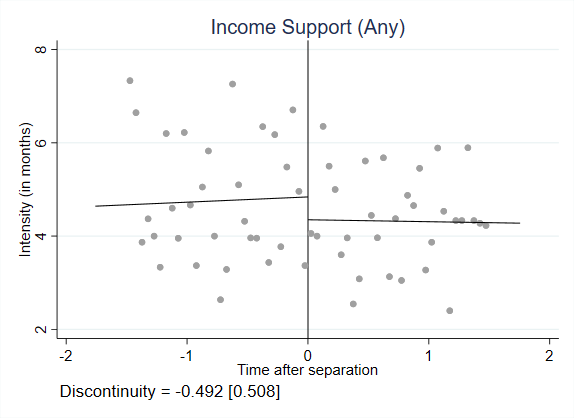 Income Support (Any)
Intensity (in months)
8
6
4
2
-2
-1
0
1
2
Time after separation
Discontinuity = -0.492 [0.508]